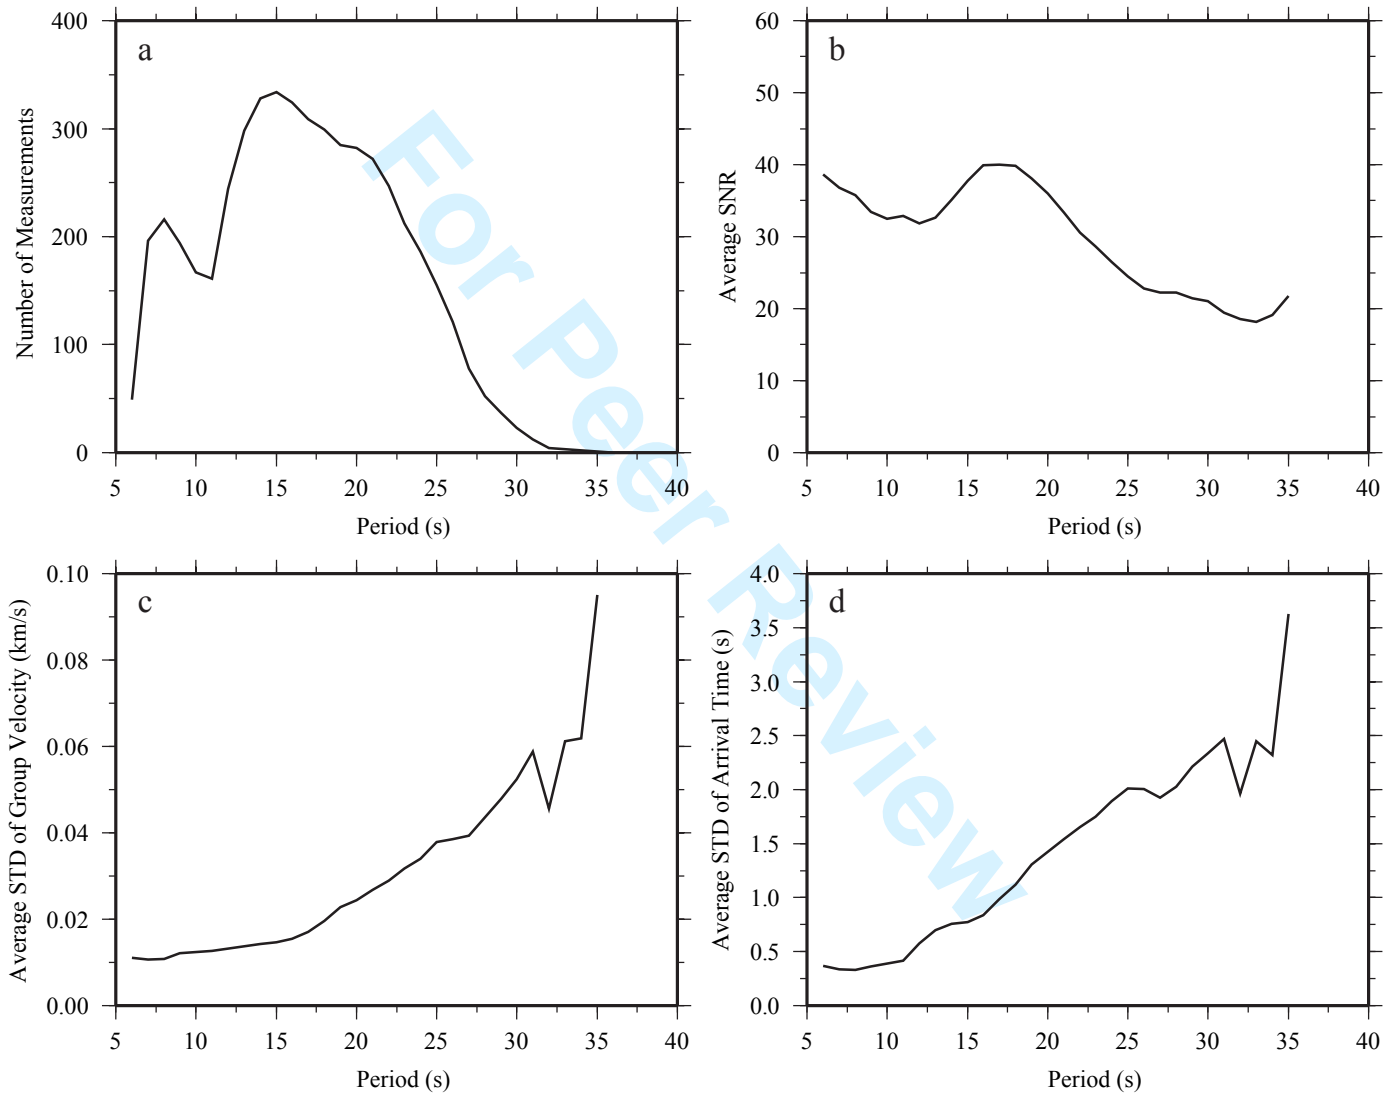 a
Number of Measurements
400
300
200
100
0
5 10 15 20 25 30 35 40
Period (s)
b
Average SNR
60
50
40
30
20
10
0
5 10 15 20 25 30 35 40
Period (s)
c
Average STD of Group Velocity (km/s)
0.10
0.08
0.06
0.04
0.02
0.00
5 10 15 20 25 30 35 40
Period (s)
d
Average STD of Arrival Time (s)
4.0
3.5
3.0
2.5
2.0
1.5
1.0
0.5
0.0
5 10 15 20 25 30 35 40
Period (s)
For Peer Review